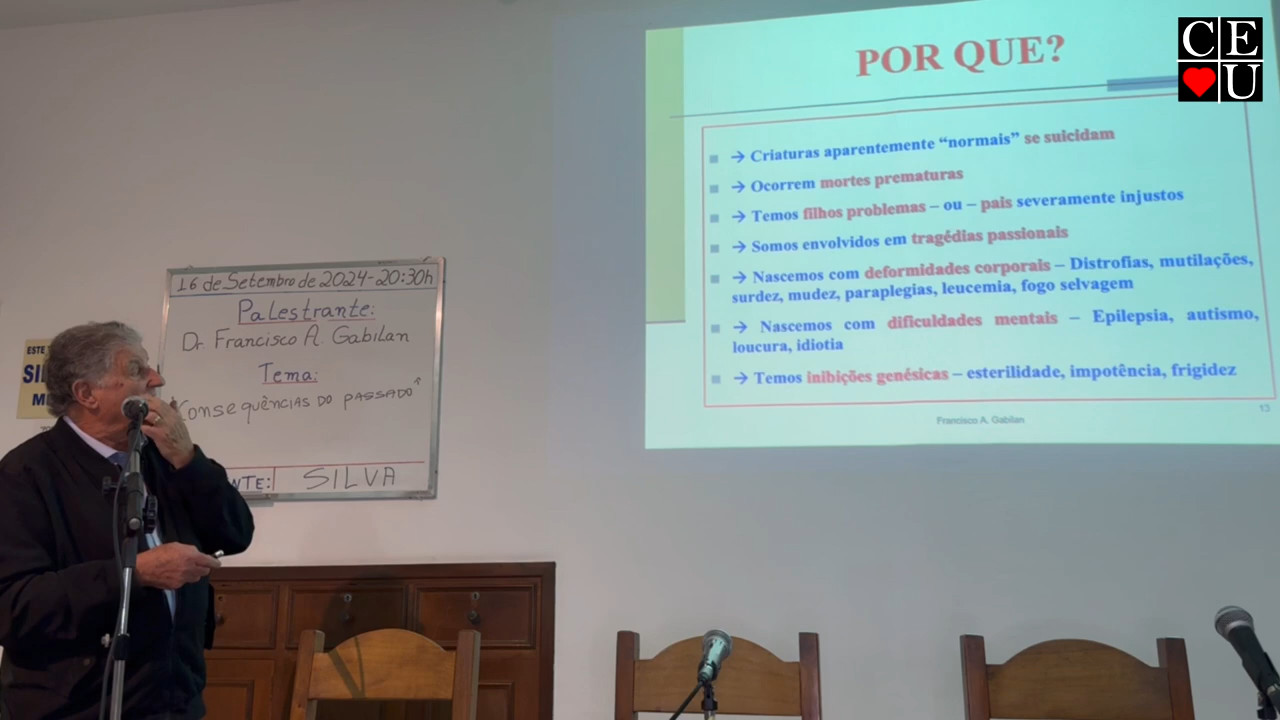 CE
U
POR QUE?
→ Criaturas aparentemente “normais” se suicidam
→ Ocorrem mortes prematuras
→ Temos filhos problemas – ou – pais severamente injustos
→ Somos envolvidos em tragédias passionais
→ Nascemos com deformidades corporais – Distrofias, mutilações,
surdez, mudez, paraplegias, leucemia, fogo selvagem
→ Nascemos com dificuldades mentais – Epilepsia, autismo,
loucura, idiotia
→ Temos inibições genésicas – esterilidade, impotência, frigidez
Francisco A. Gabilan
13
16 de Setembro de 2024-20:30h
Palestrante:
Dr. Francisco A. Gabilan
Tema:
Consequências do passado
SILVA
ESTE